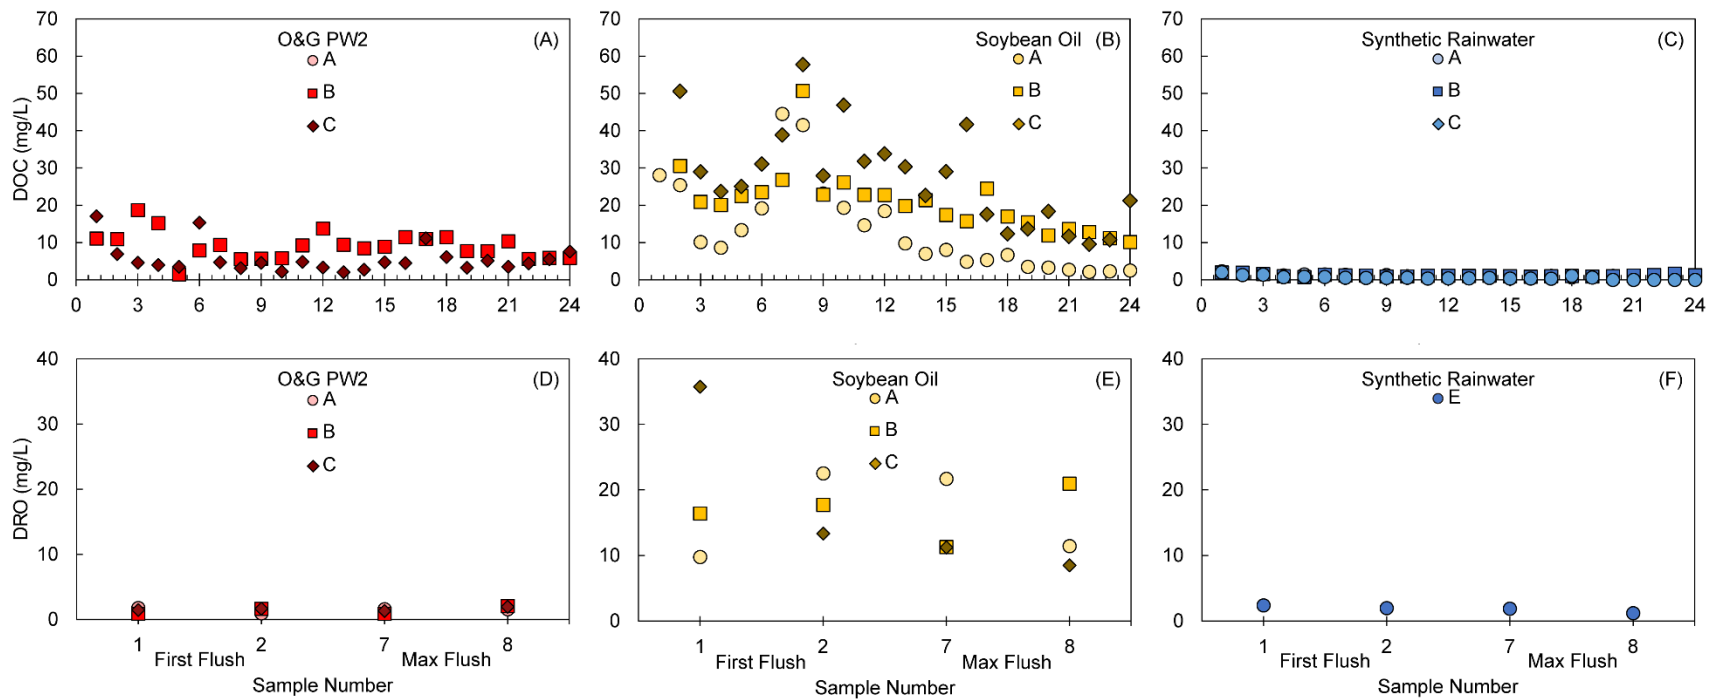 70
60
50
40
30
20
10
0
DOC (mg/L)
O&G PW2
(A)
A
B
C
0 3 6 9 12 15 18 21 24
70
60
50
40
30
20
10
0
Soybean Oil
(B)
A
B
C
0 3 6 9 12 15 18 21 24
70
60
50
40
30
20
10
0
Synthetic Rainwater
(C)
A
B
C
0 3 6 9 12 15 18 21 24
40
30
20
10
0
DRO (mg/L)
O&G PW2
(D)
A
B
C
1 2 7 8
First Flush Max Flush
Sample Number
40
30
20
10
0
Soybean Oil
(E)
A
B
C
1 2 7 8
First Flush Max Flush
Sample Number
40
30
20
10
0
Synthetic Rainwater
(F)
E
1 2 7 8
First Flush Max Flush
Sample Number